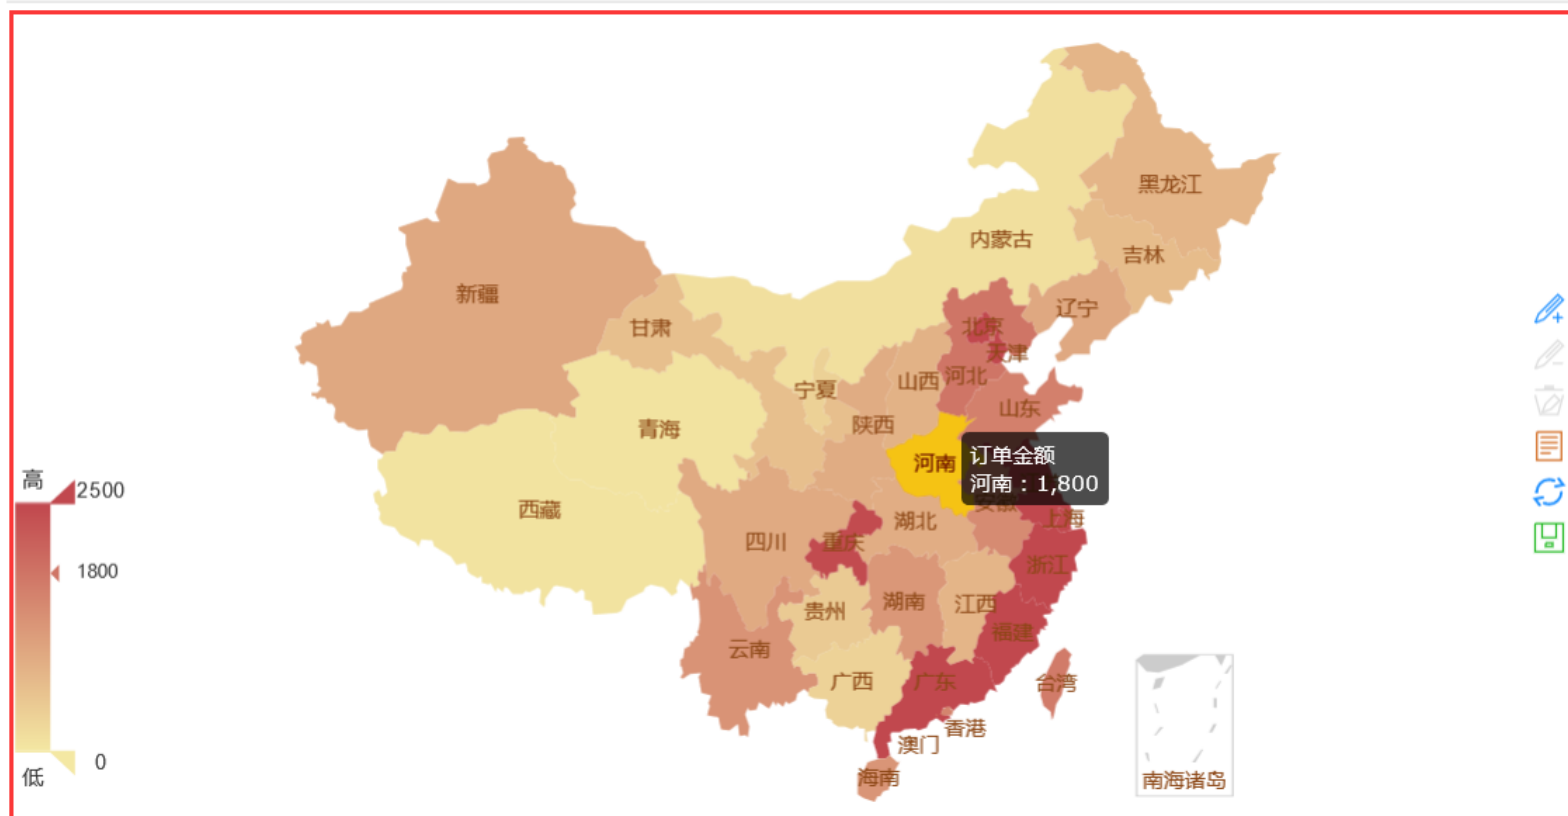 黑龙江
内蒙古
吉林
新疆
辽宁
甘肃
北京
天津
宁夏
山西
河北
山东
陕西
青海
河南
订单金额
河南：1,800
高
2500
安徽
西藏
湖北
上海
四川
重庆
浙江
1800
贵州
湖南
江西
福建
云南
广西
广东
台湾
香港
澳门
0
低
海南
南海诸岛